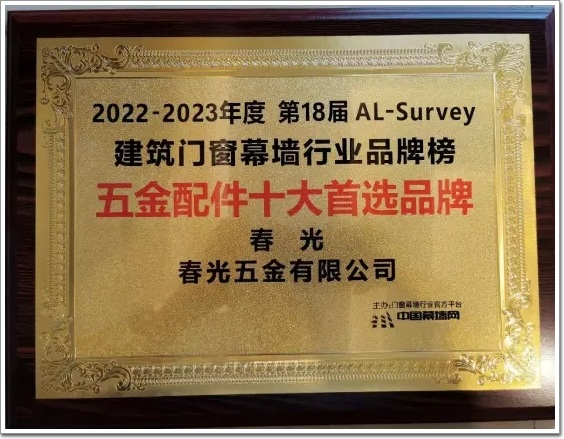 2022-2023年度 第18届 AL-Survey
建筑门窗幕墙行业品牌榜
五金配件十大首选品牌
春 光
春光五金有限公司
主办:门窗幕墙行业官方平台
中国幕墙网